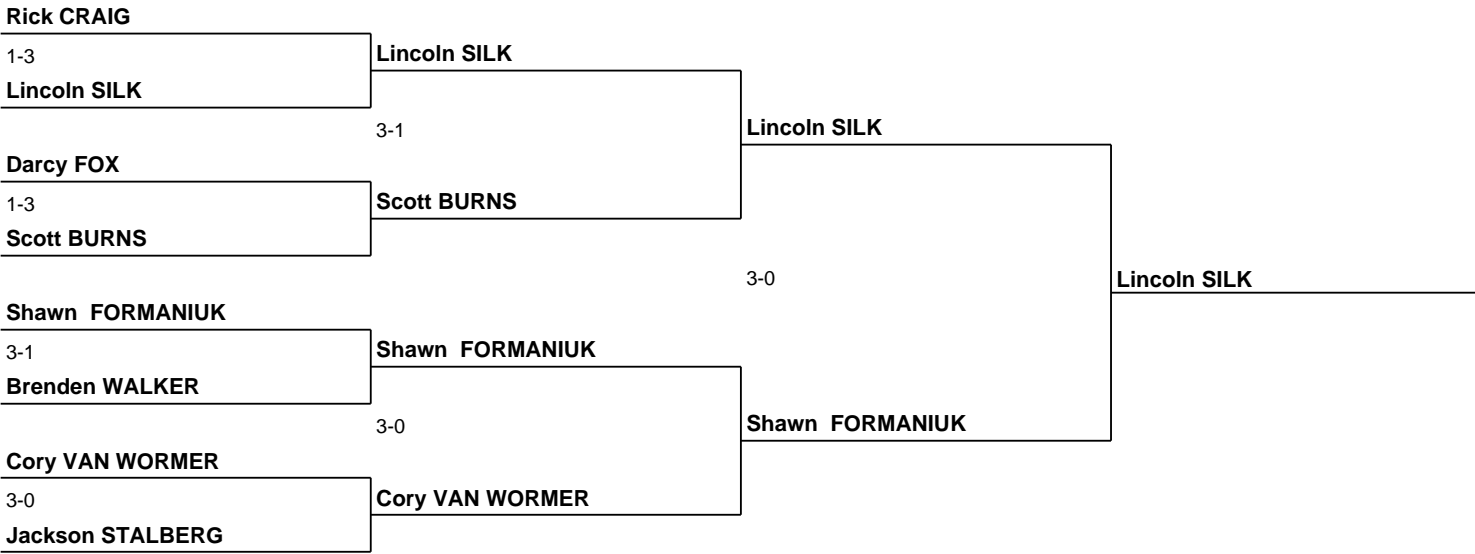 Rick CRAIG
1-3
Lincoln SILK
Lincoln SILK
3-1
Lincoln SILK
Darcy FOX
1-3
Scott BURNS
Scott BURNS
3-0
Lincoln SILK
Shawn  FORMANIUK
3-1
Shawn  FORMANIUK
Brenden WALKER
3-0
Shawn  FORMANIUK
Cory VAN WORMER
3-0
Cory VAN WORMER
Jackson STALBERG